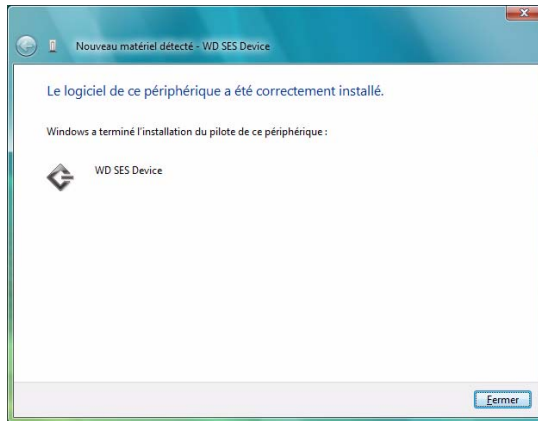 Nouveau matériel détecté - WD SES Device
Le logiciel de ce périphérique a été correctement installé.
Windows a terminé l'installation du pilote de ce périphérique :
WD SES Device
Fermer